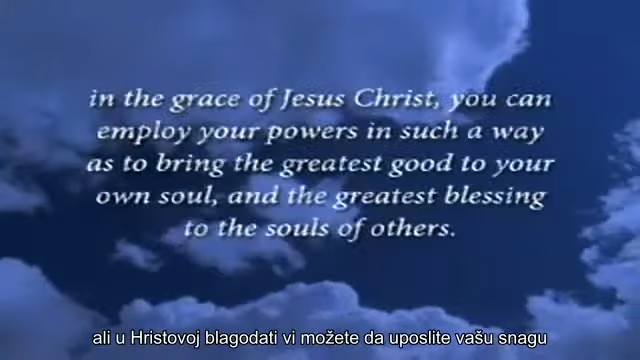 in the grace of Jesus Christ, you can
employ your powers in such a way
as to bring the greatest good to your
own soul, and the greatest blessing
to the souls of others.
ali u Hristovoj blagodati vi možete da uposlite vašu snagu